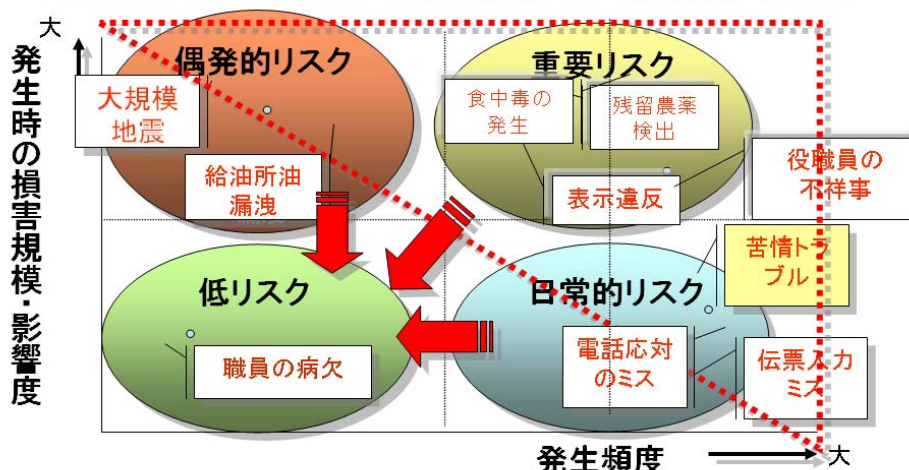 大
発生時の損害規模・影響度
偶発的リスク
重要リスク
大規模
地震
食中毒の
発生
残留農薬
検出
給油所油
漏洩
表示違反
役職員の
不祥事
苦情トラ
ブル
低リスク
日常的リスク
職員の病欠
電話応対
のミス
伝票入力
ミス
発生頻度
大